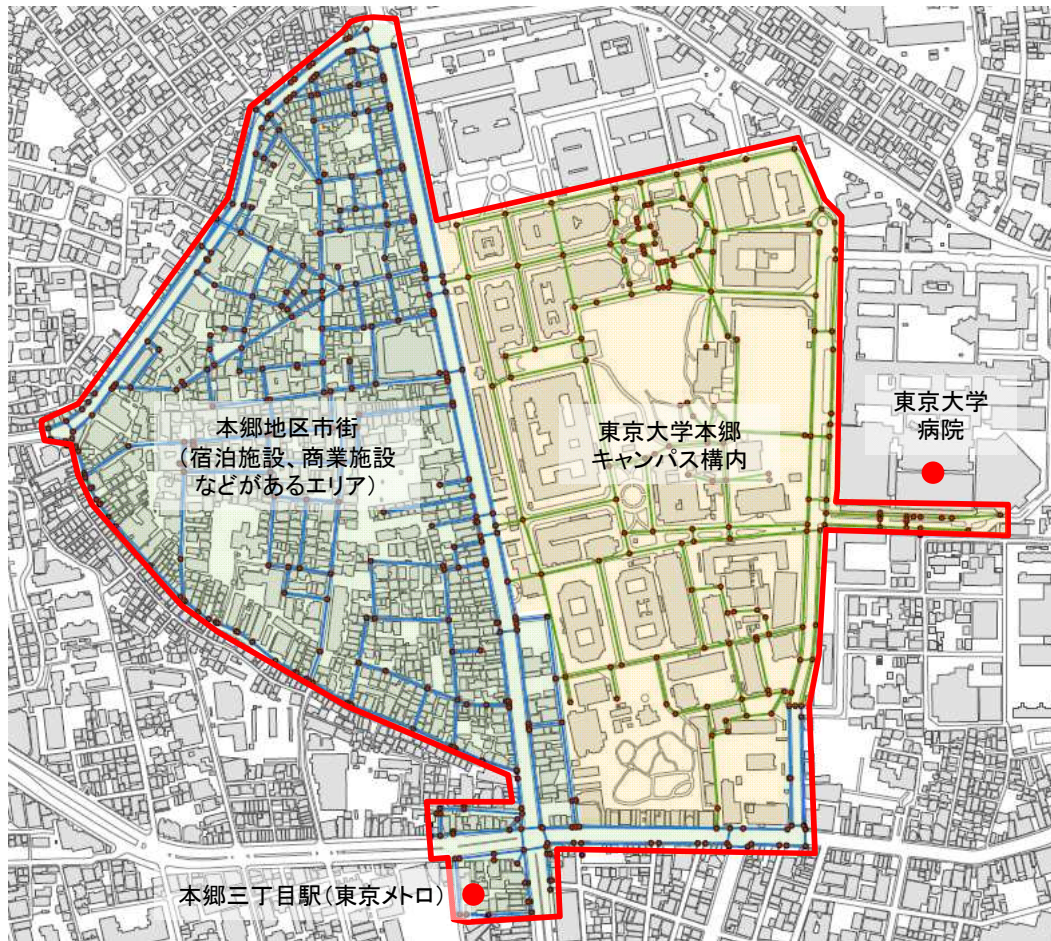 本郷地区市街
(宿泊施設、商業施設
などがあるエリア)
東京大学本郷
キャンパス構内
東京大学
病院
本郷三丁目駅(東京メトロ)